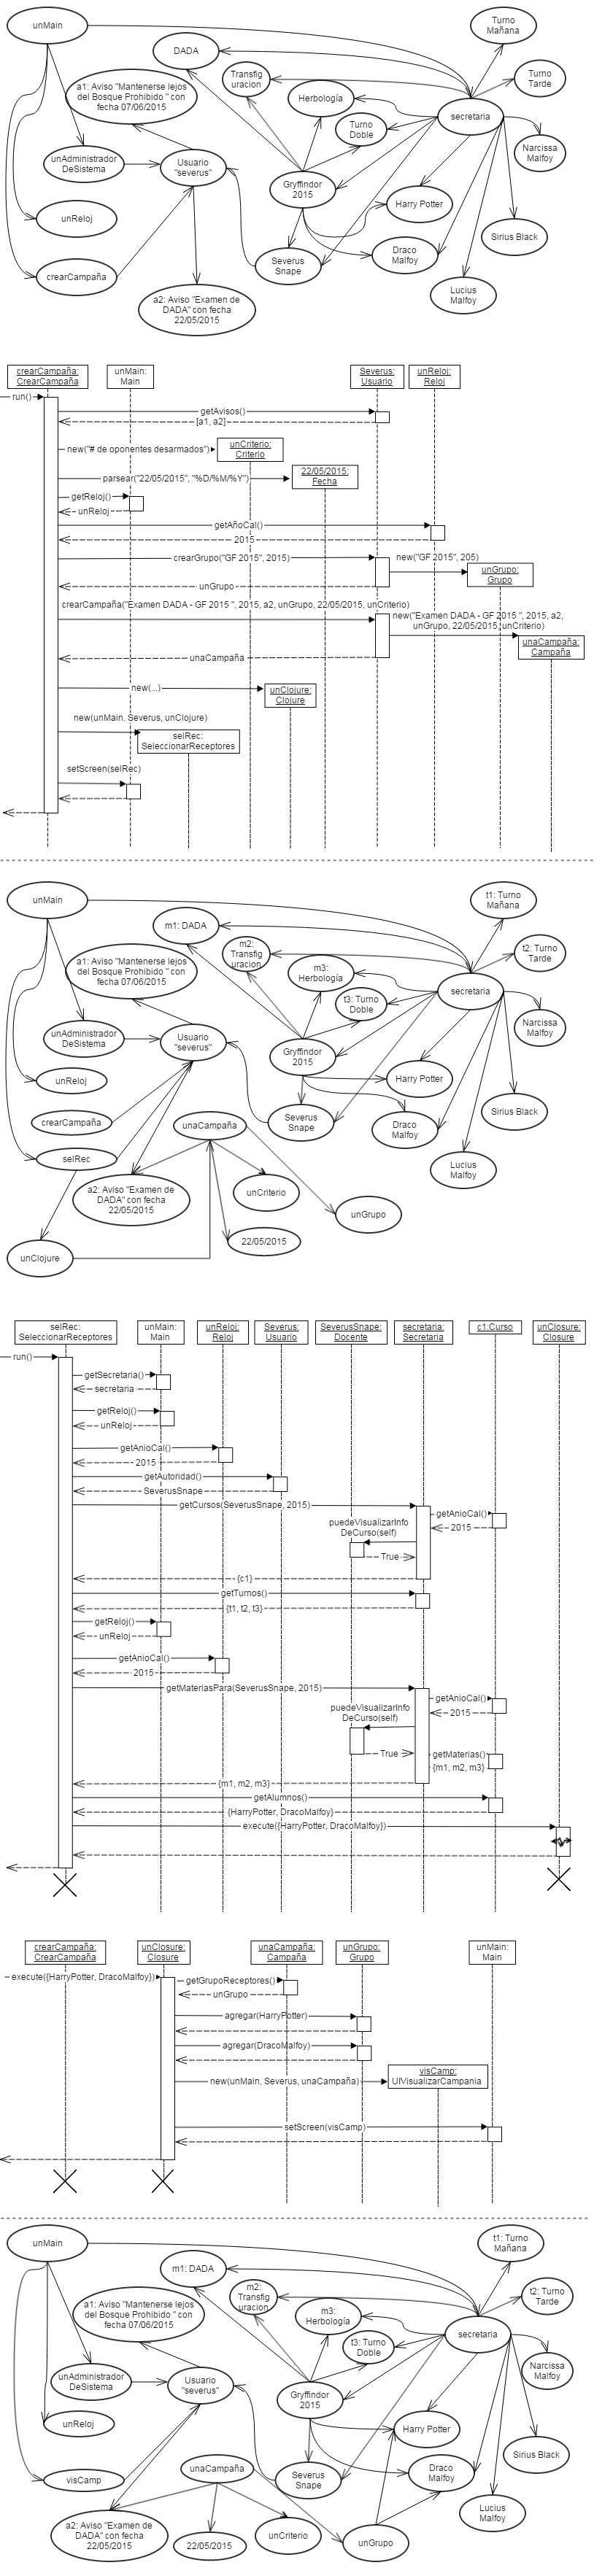 unMain
DADA
Turno
Mañana
Transfig
uración
Turno
Tarde
a1: Aviso "Mantenerse lejos
del Bosque Prohibido " con
fecha 07/06/2015
Herbología
secretaria
Turno
Doble
Narcissa
Malfoy
unAdministrador
DeSistema
Usuario
"severus"
Gryffindor
2015
Harry Potter
unReloj
Sirius Black
Draco
Malfoy
Severus
Snape
crearCampaña
Lucius
Malfoy
a2: Aviso "Examen de
DADA" con fecha
22/05/2015
crearCampaña:
CrearCampaña
unMain:
Main
Severus:
Usuario
unReloj:
Reloj
run()
getAvisos()
[a1, a2]
new("# de oponentes desarmados")
unCriterio:
Criterio
parsear("22/05/2015", "%D/%M/%Y")
22/05/2015:
Fecha
getReloj()
unReloj
getAñoCal()
2015
crearGrupo("GF 2015", 2015)
new("GF 2015", 205)
unGrupo:
Grupo
unGrupo
crearCampaña("Examen DADA - GF 2015 ", 2015, a2, unGrupo, 22/05/2015, unCriterio)
new("Examen DADA - GF 2015 ", 2015, a2,
unGrupo, 22/05/2015, unCriterio)
unaCampaña:
Campaña
unaCampaña
new(...)
unClojure:
Clojure
new(unMain. Severus, unClojure)
selRec:
SeleccionarReceptores
setScreen(selRec)
unMain
m1: DADA
t1: Turno
Mañana
m2:
Transfig
uracion
t2: Turno
Tarde
a1: Aviso "Mantenerse lejos
del Bosque Prohibido " con
fecha 07/06/2015
m3:
Herbología
secretaria
t3: Turno
Doble
Narcissa
Malfoy
unAdministrador
DeSistema
Usuario
"severus"
Gryffindor
2015
unReloj
Harry Potter
Sirius Black
crearCampaña
unaCampaña
Severus
Snape
Draco
Malfoy
selRec
Lucius
Malfoy
a2: Aviso "Examen de
DADA" con fecha
22/05/2015
unCriterio
unGrupo
22/05/2015
unClojure
selRec:
SeleccionarReceptores
unMain:
Main
unReloj:
Reloj
Severus:
Usuario
SeverusSnape:
Docente
secretaria:
Secretaria
c1:Curso
unClosure:
Closure
run()
getSecretaria()
secretaria
getReloj()
unReloj
getAnioCal()
2015
getAutoridad()
SeverusSnape
getCursos(SeverusSnape, 2015)
getAnioCal()
2015
puedeVisualizarInfo
DeCurso(self)
True
{c1}
getTurnos()
{t1, t2, t3}
getReloj()
unReloj
getAnioCal()
2015
getMateriasPara(SeverusSnape, 2015)
getAnioCal()
2015
puedeVisualizarInfo
DeCurso(self)
True
getMaterias()
{m1, m2, m3}
{m1, m2, m3}
getAlumnos()
{HarryPotter, DracoMalfoy}
execute({HarryPotter, DracoMalfoy})
crearCampaña:
CrearCampaña
unClosure:
Closure
unaCampaña:
Campaña
unGrupo:
Grupo
unMain:
Main
execute({HarryPotter, DracoMalfoy})
getGrupoReceptores()
unGrupo
agregar(HarryPotter)
agregar(DracoMalfoy)
new(unMain, Severus, unaCampaña)
visCamp:
UIVisualizarCampania
setScreen(visCamp)
unMain
m1: DADA
t1: Turno
Mañana
m2:
Transfig
uracion
t2: Turno
Tarde
a1: Aviso "Mantenerse lejos
del Bosque Prohibido " con
fecha 07/06/2015
m3:
Herbología
secretaria
t3: Turno
Doble
Narcissa
Malfoy
unAdministrador
DeSistema
Usuario
"severus"
Gryffindor
2015
unReloj
Harry Potter
Sirius Black
visCamp
unaCampaña
Severus
Snape
Draco
Malfoy
Lucius
Malfoy
a2: Aviso "Examen de
DADA" con fecha
22/05/2015
22/05/2015
unCriterio
unGrupo